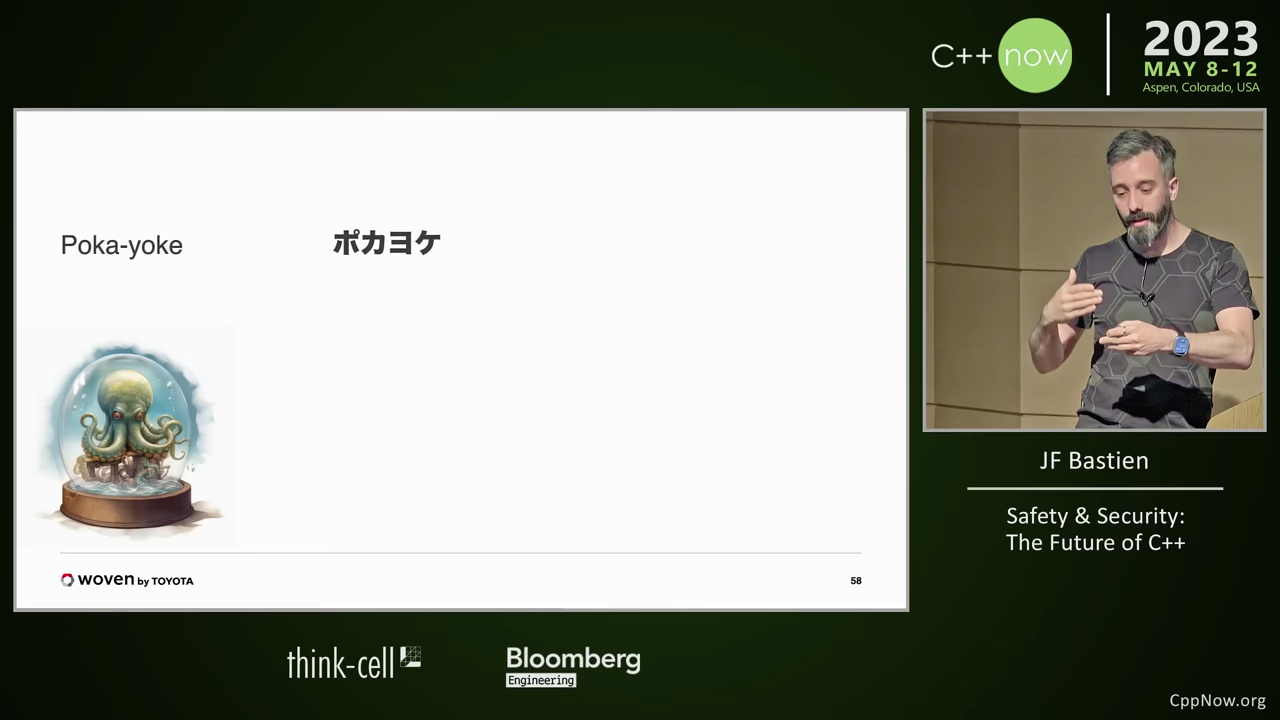 C++ now
2023
MAY 8-12
Aspen, Colorado, USA
Poka-yoke
ポカヨケ
woven by TOYOTA
58
JF Bastien
Safety & Security:
The Future of C++
think-cell
Bloomberg
Engineering
CppNow.org